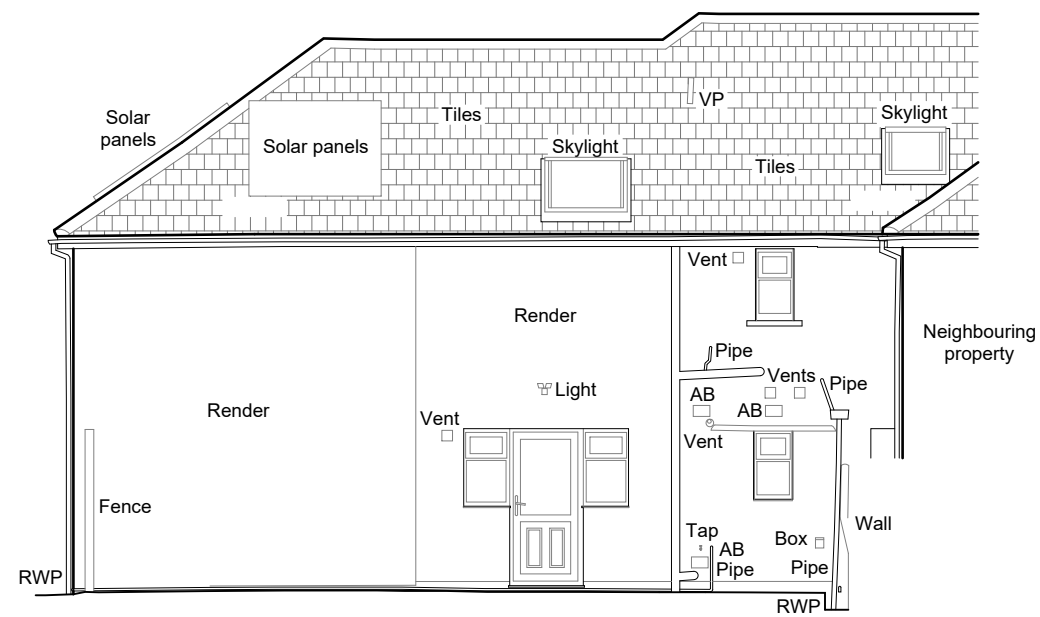 VP
Skylight
Solar
panels
Tiles
Solar panels
Skylight
Tiles
Vent
Render
Neighbouring
property
Pipe
Vents
Pipe
Light
AB
Render
Vent
AB
Vent
Fence
Wall
Tap
Box
AB
Pipe
Pipe
RWP
RWP